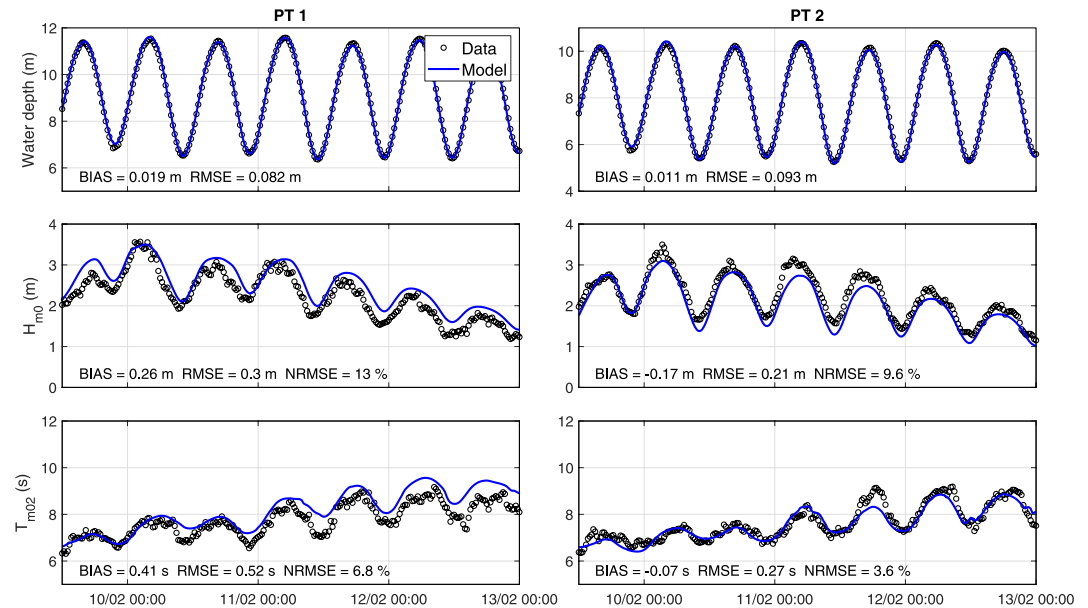 PT 1
PT 2
12
10
8
6
Water depth (m)
Data
Model
BIAS = 0.019 m RMSE = 0.082 m
10
8
6
4
BIAS = 0.011 m RMSE = 0.093 m
4
3
2
1
0
Hm0 (m)
BIAS = 0.26 m RMSE = 0.3 m NRMSE = 13 %
4
3
2
1
0
BIAS = -0.17 m RMSE = 0.21 m NRMSE = 9.6 %
12
10
8
6
Tm02 (s)
BIAS = 0.41 s RMSE = 0.52 s NRMSE = 6.8 %
10/02 00:00 11/02 00:00 12/02 00:00 13/02 00:00
12
10
8
6
BIAS = -0.07 s RMSE = 0.27 s NRMSE = 3.6 %
10/02 00:00 11/02 00:00 12/02 00:00 13/02 00:00